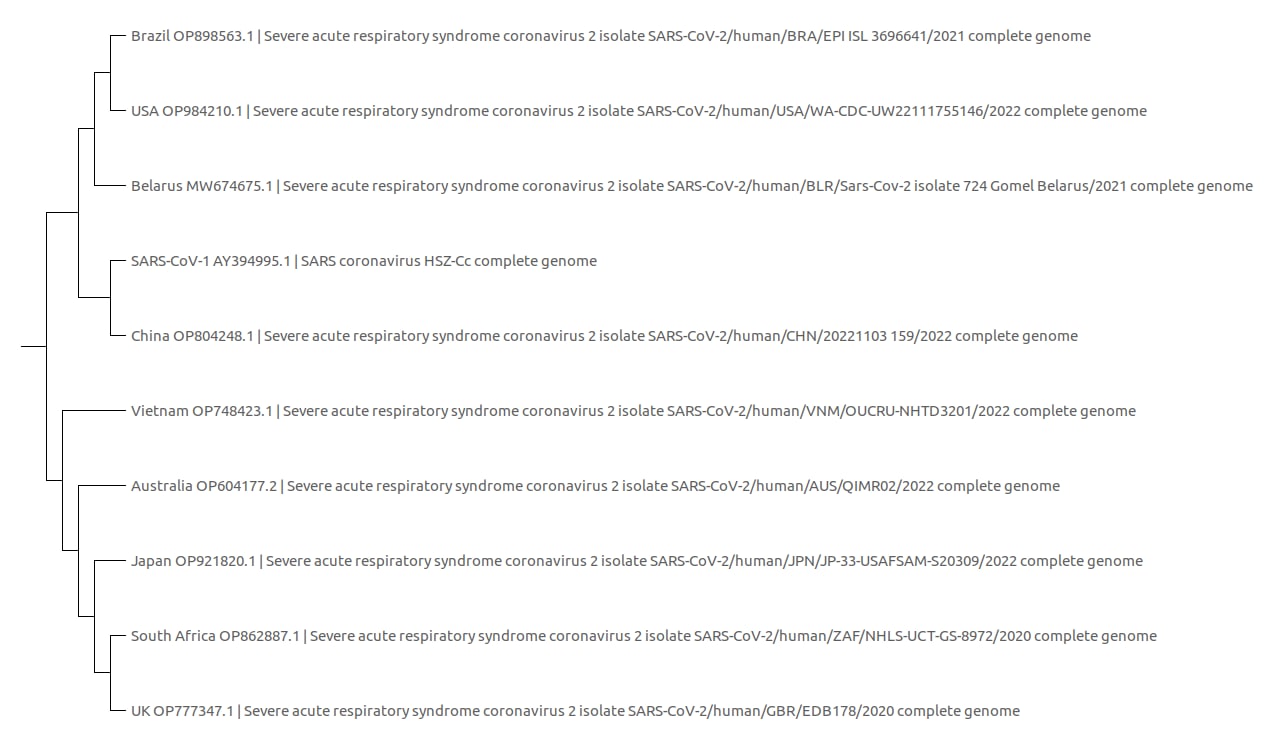 Brazil OP898563.1 | Severe acute respiratory syndrome coronavirus 2 isolate SARS-CoV-2/human/BRA/EPI ISL 3696641/2021 complete genome
USA OP984210.1 | Severe acute respiratory syndrome coronavirus 2 isolate SARS-CoV-2/human/USA/WA-CDC-UW22111755146/2022 complete genome
Belarus MW674675.1 | Severe acute respiratory syndrome coronavirus 2 isolate SARS-CoV-2/human/BLR/Sars-Cov-2 isolate 724 Gomel Belarus/2021 complete genome
SARS-CoV-1 AY394995.1 | SARS coronavirus HSZ-Cc complete genome
China OP804248.1 | Severe acute respiratory syndrome coronavirus 2 isolate SARS-CoV-2/human/CHN/20221103 159/2022 complete genome
Vietnam OP748423.1 | Severe acute respiratory syndrome coronavirus 2 isolate SARS-CoV-2/human/VNM/OUCRU-NHTD3201/2022 complete genome
Australia OP604177.2 | Severe acute respiratory syndrome coronavirus 2 isolate SARS-CoV-2/human/AUS/QIMR02/2022 complete genome
Japan OP921820.1 | Severe acute respiratory syndrome coronavirus 2 isolate SARS-CoV-2/human/JPN/JP-33-USAFSAM-S20309/2022 complete genome
South Africa OP862887.1 | Severe acute respiratory syndrome coronavirus 2 isolate SARS-CoV-2/human/ZAF/NHLS-UCT-GS-8972/2020 complete genome
UK OP777347.1 | Severe acute respiratory syndrome coronavirus 2 isolate SARS-CoV-2/human/GBR/EDB178/2020 complete genome